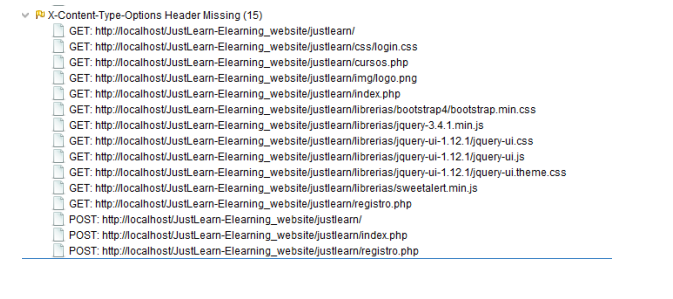 X-Content-Type-Options Header Missing (15)
GET: http://localhost/JustLearn-Elearning_website/justlearn/
GET: http://localhost/JustLearn-Elearning_website/justlearn/css/login.css
GET: http://localhost/JustLearn-Elearning_website/justlearn/cursos.php
GET: http://localhost/JustLearn-Elearning_website/justlearn/img/logo.png
GET: http://localhost/JustLearn-Elearning_website/justlearn/index.php
GET: http://localhost/JustLearn-Elearning_website/justlearn/librerias/bootstrap4/bootstrap.min.css
GET: http://localhost/JustLearn-Elearning_website/justlearn/librerias/jquery-3.4.1.min.js
GET: http://localhost/JustLearn-Elearning_website/justlearn/librerias/jquery-ui-1.12.1/jquery-ui.css
GET: http://localhost/JustLearn-Elearning_website/justlearn/librerias/jquery-ui-1.12.1/jquery-ui.js
GET: http://localhost/JustLearn-Elearning_website/justlearn/librerias/jquery-ui-1.12.1/jquery-ui.theme.css
GET: http://localhost/JustLearn-Elearning_website/justlearn/librerias/sweetalert.min.js
GET: http://localhost/JustLearn-Elearning_website/justlearn/registro.php
POST: http://localhost/JustLearn-Elearning_website/justlearn/
POST: http://localhost/JustLearn-Elearning_website/justlearn/index.php
POST: http://localhost/JustLearn-Elearning_website/justlearn/registro.php